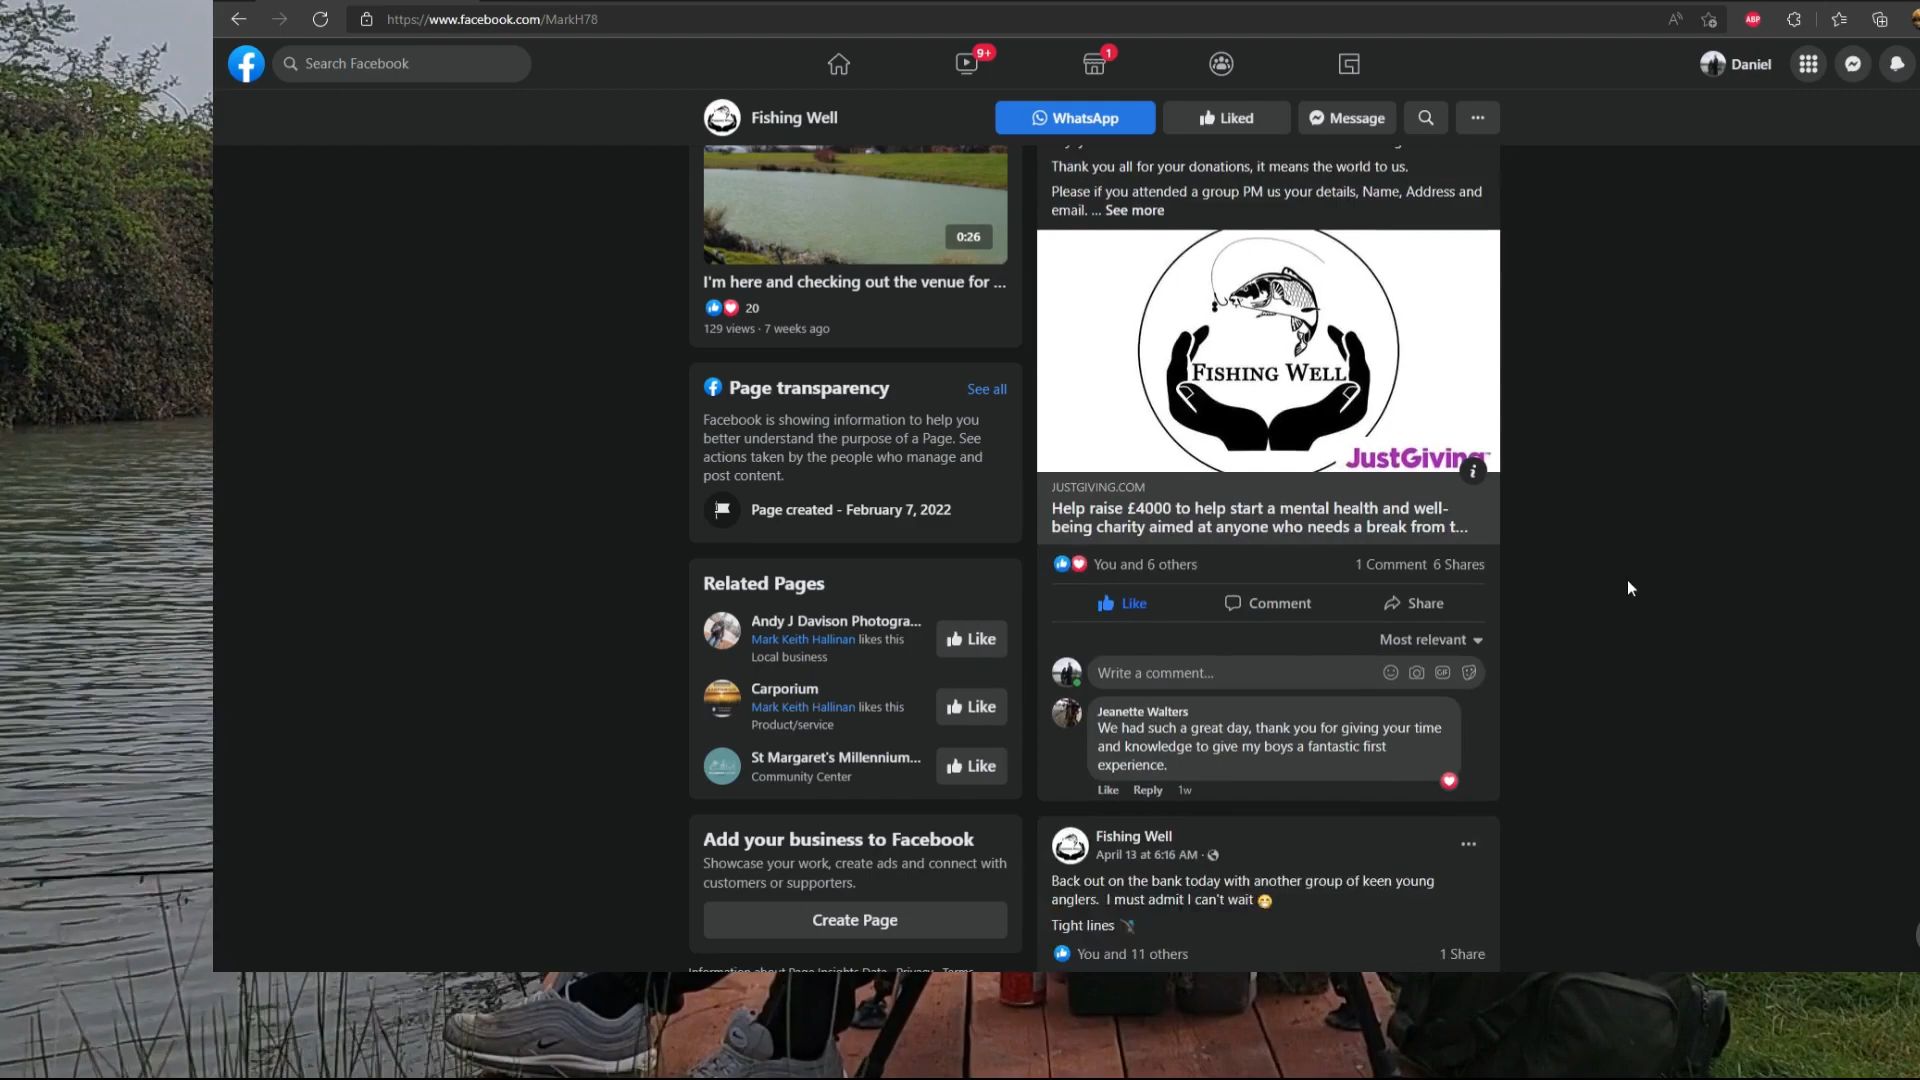 https://www.facebook.com/MarkH78
ABP
Search Facebook
9+
1
Daniel
Fishing Well
WhatsApp
Liked
Message
0:26
I'm here and checking out the venue for ...
20
129 views · 7 weeks ago
Page transparency
See all
Facebook is showing information to help you
better understand the purpose of a Page. See
actions taken by the people who manage and
post content.
Page created - February 7, 2022
Related Pages
Andy J Davison Photogra...
Mark Keith Hallinan likes this
Local business
Like
Carporium
Mark Keith Hallinan likes this
Product/service
Like
St Margaret's Millennium...
Community Center
Like
Add your business to Facebook
Showcase your work, create ads and connect with
customers or supporters.
Create Page
Information about Page Insights Data · Privacy · Terms
Thank you all for your donations, it means the world to us.
Please if you attended a group PM us your details, Name, Address and
email. ... See more
FISHING WELL
JustGiving
JUSTGIVING.COM
Help raise £4000 to help start a mental health and well-
being charity aimed at anyone who needs a break from t...
You and 6 others
1 Comment 6 Shares
Like
Comment
Share
Most relevant
Write a comment...
GIF
Jeanette Walters
We had such a great day, thank you for giving your time
and knowledge to give my boys a fantastic first
experience.
Like Reply 1w
Fishing Well
April 13 at 6:16 AM ·
Back out on the bank today with another group of keen young
anglers. I must admit I can't wait 😁
Tight lines 🎣
You and 11 others
1 Share